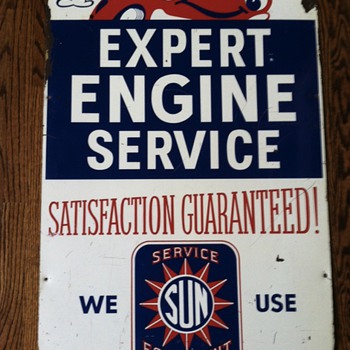 EXPERT
ENGINE
SERVICE
SATISFACTION GUARANTEED!
SERVICE
WE SUN USE